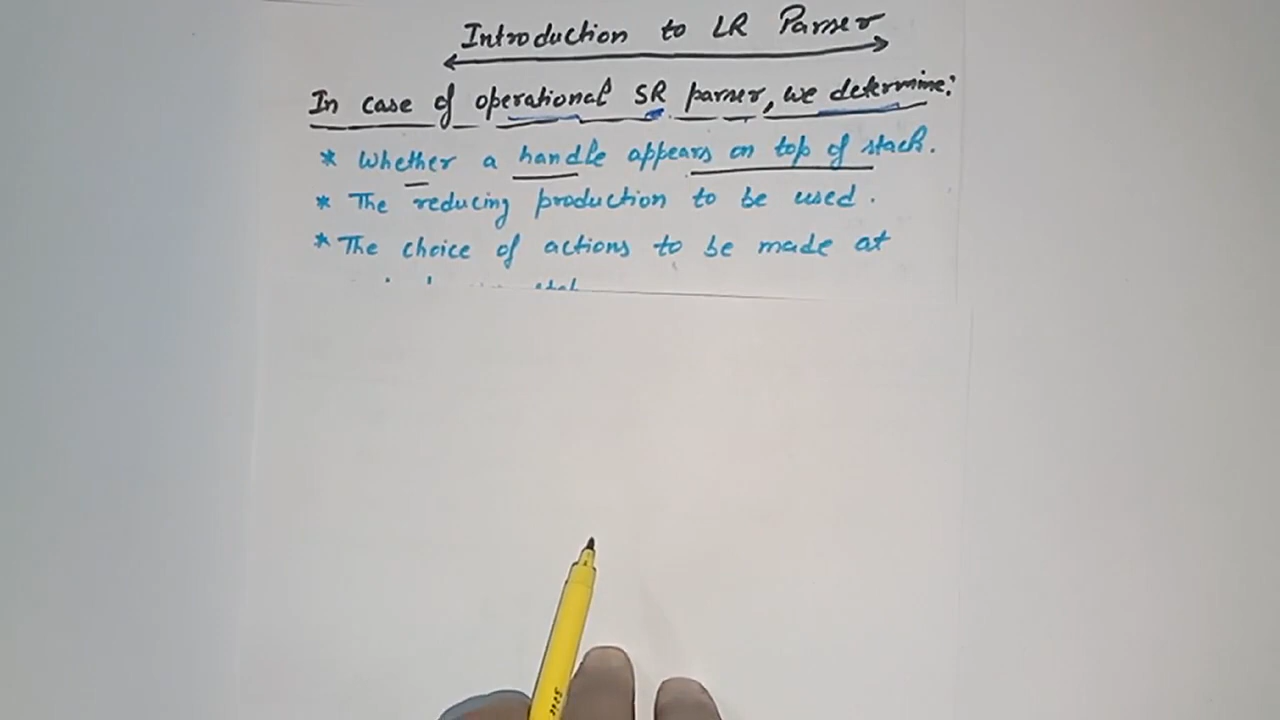 Introduction to LR Parser
In case of operational SR parser, we determine:
* Whether a handle appears on top of stack.
* The reducing production to be used.
* The choice of actions to be made at